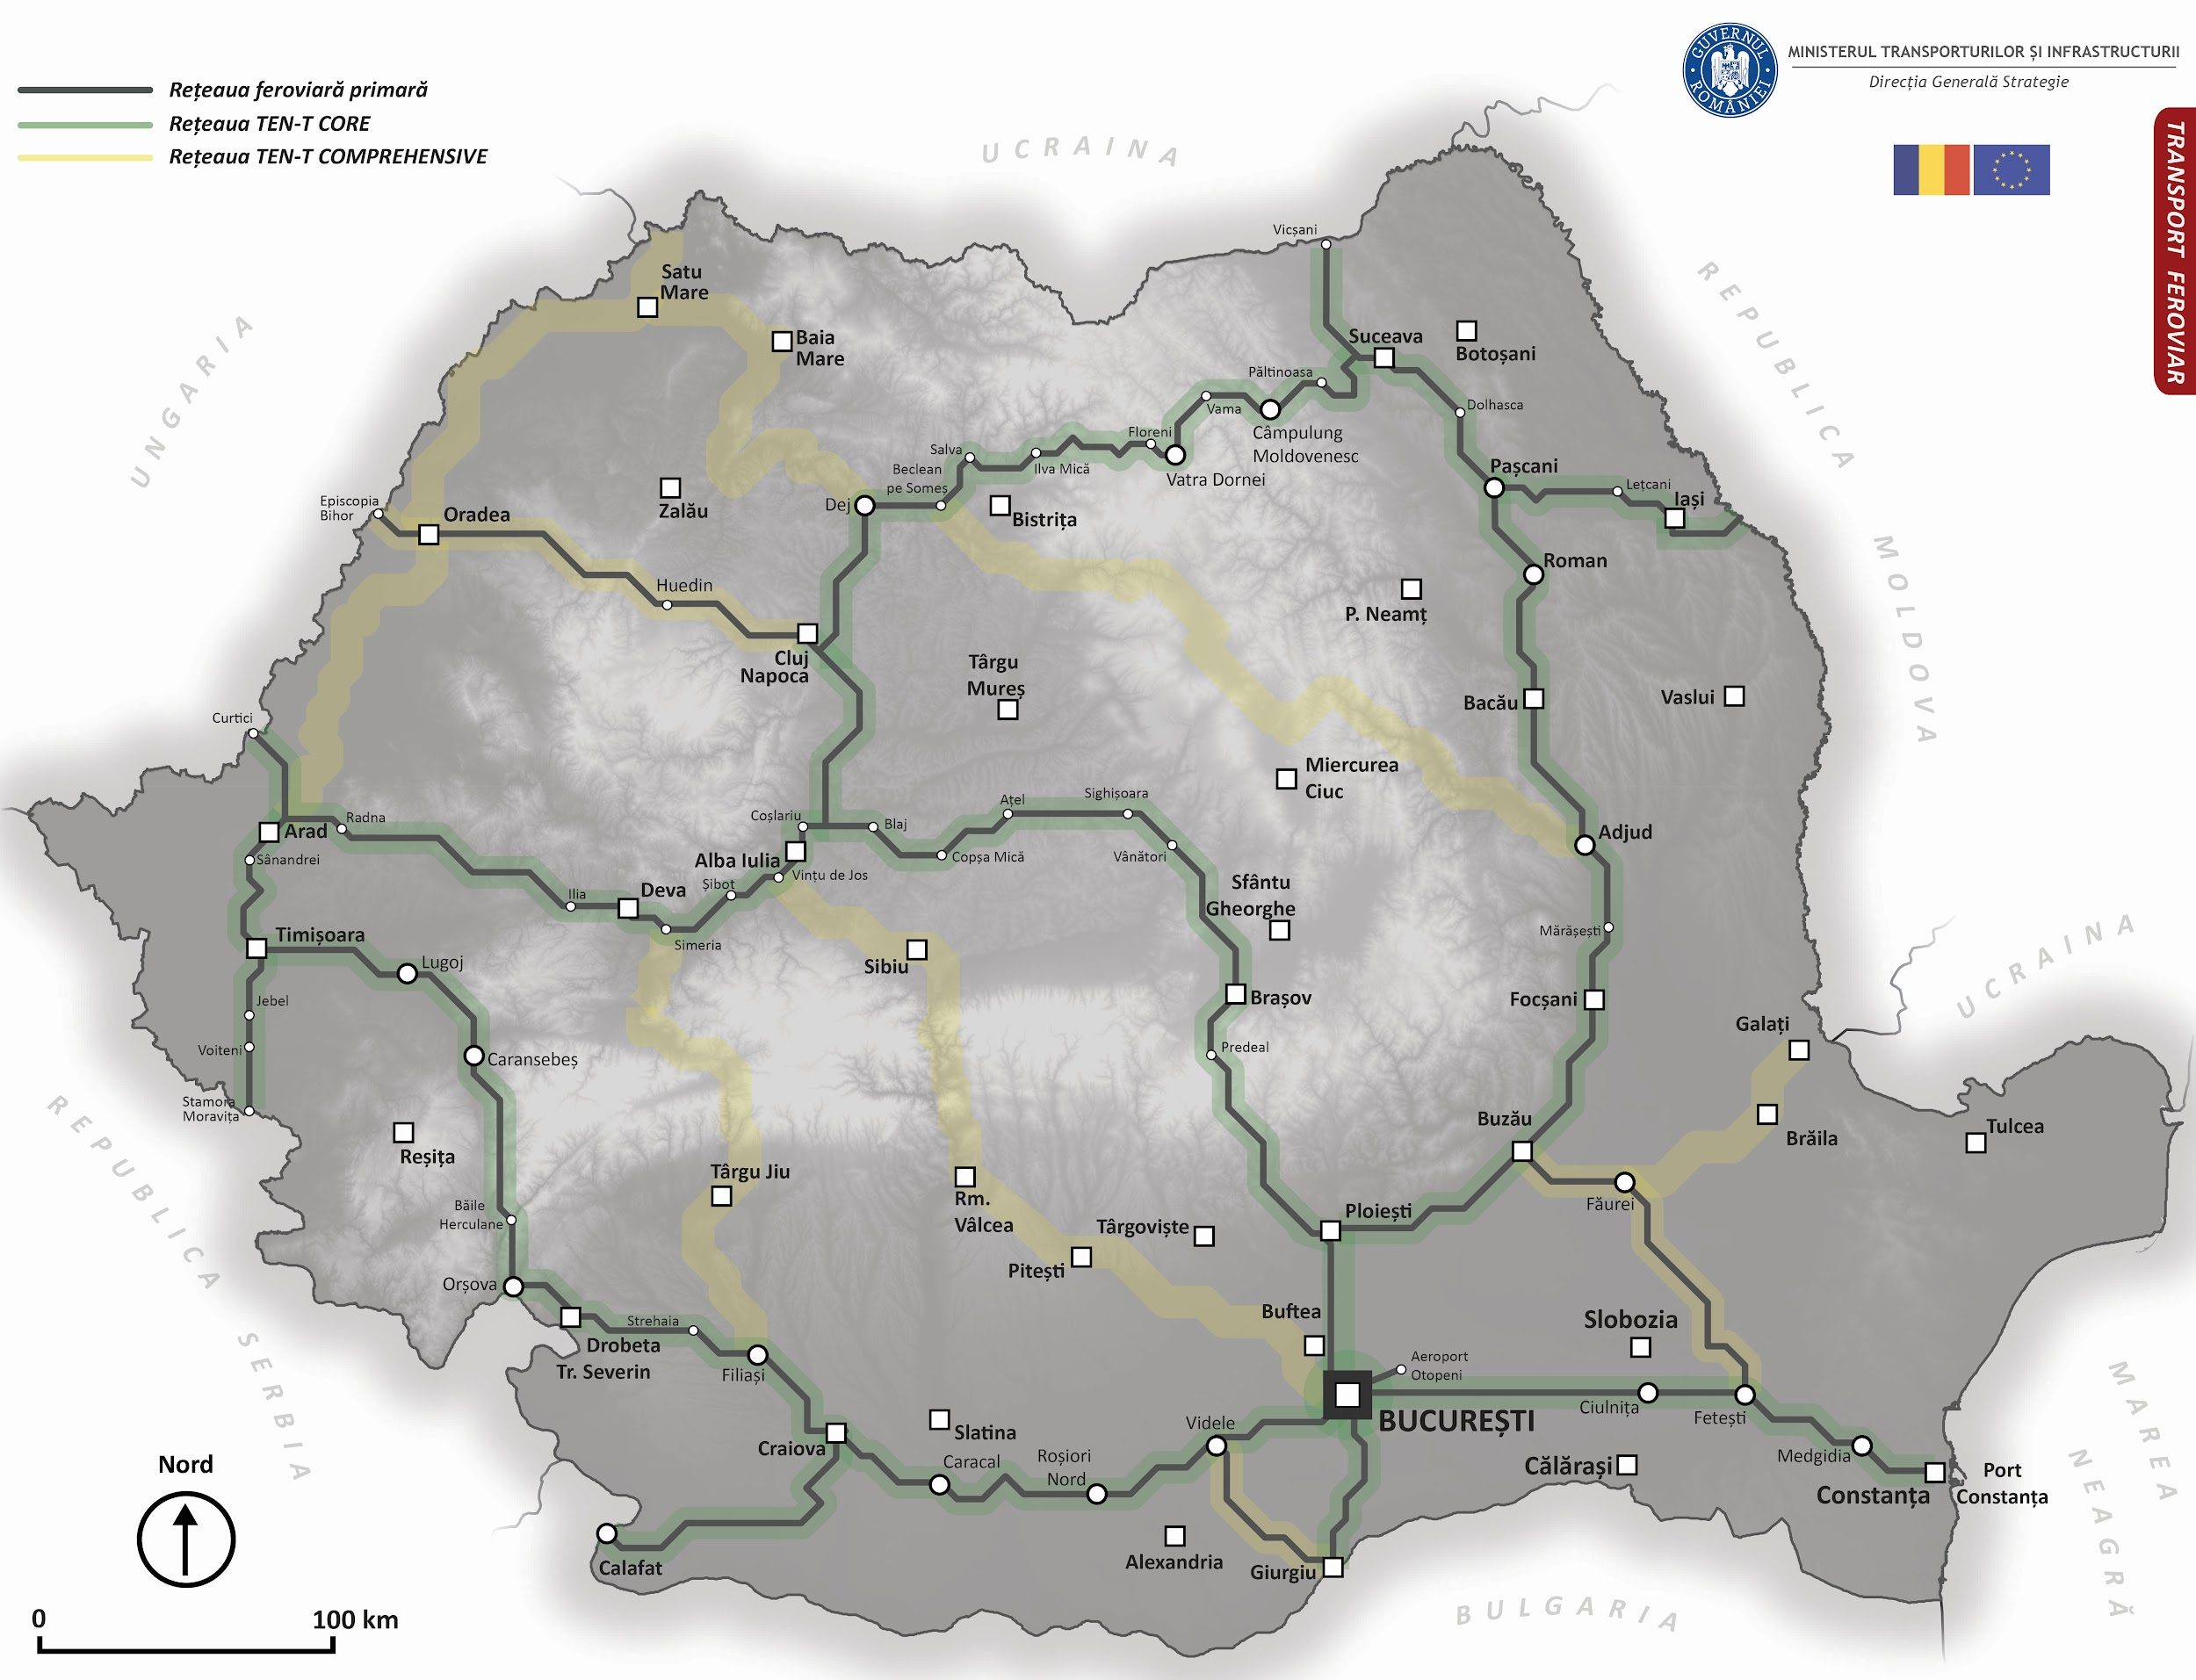 MINISTERUL TRANSPORTURILOR ȘI INFRASTRUCTURII
Direcția Generală Strategie
GUVERNUL
ROMÂNIEI
TRANSPORT FEROVIAR
Rețeaua feroviară primară
Rețeaua TEN-T CORE
Rețeaua TEN-T COMPREHENSIVE
UCRAINA
UNGARIA
REPUBLICA
MOLDOVA
UCRAINA
REPUBLICA
SERBIA
BULGARIA
MAREA
NEAGRĂ
Vicșani
Satu
Mare
Baia
Mare
Suceava
Botoșani
Păltinoasa
Vama
Dolhasca
Câmpulung
Moldovenesc
Floreni
Salva
Ilva Mică
Vatra Dornei
Beclean
pe Someș
Pașcani
Lețcani
Iași
Episcopia
Bihor
Oradea
Zalău
Dej
Bistrița
Roman
Huedin
P. Neamț
Cluj
Napoca
Târgu
Mureș
Bacău
Vaslui
Curtici
Miercurea
Ciuc
Arad
Radna
Coșlariu
Blaj
Ațel
Sighișoara
Adjud
Sânandrei
Alba Iulia
Copșa Mică
Vânători
Vințu de Jos
Șibot
Ilia
Deva
Sfântu
Gheorghe
Timișoara
Simeria
Mărășești
Lugoj
Sibiu
Jebel
Brașov
Focșani
Voiteni
Caransebeș
Predeal
Galați
Stamora
Moravița
Reșița
Buzău
Brăila
Tulcea
Târgu Jiu
Rm.
Vâlcea
Băile
Herculane
Târgoviște
Ploiești
Făurei
Orșova
Pitești
Strehaia
Drobeta
Tr. Severin
Filiași
Buftea
Slobozia
Aeroport
Otopeni
BUCUREȘTI
Ciulnița
Fetești
Craiova
Slatina
Caracal
Roșiori
Nord
Videle
Călărași
Medgidia
Constanța
Port
Constanța
Calafat
Alexandria
Giurgiu
Nord
0
100 km